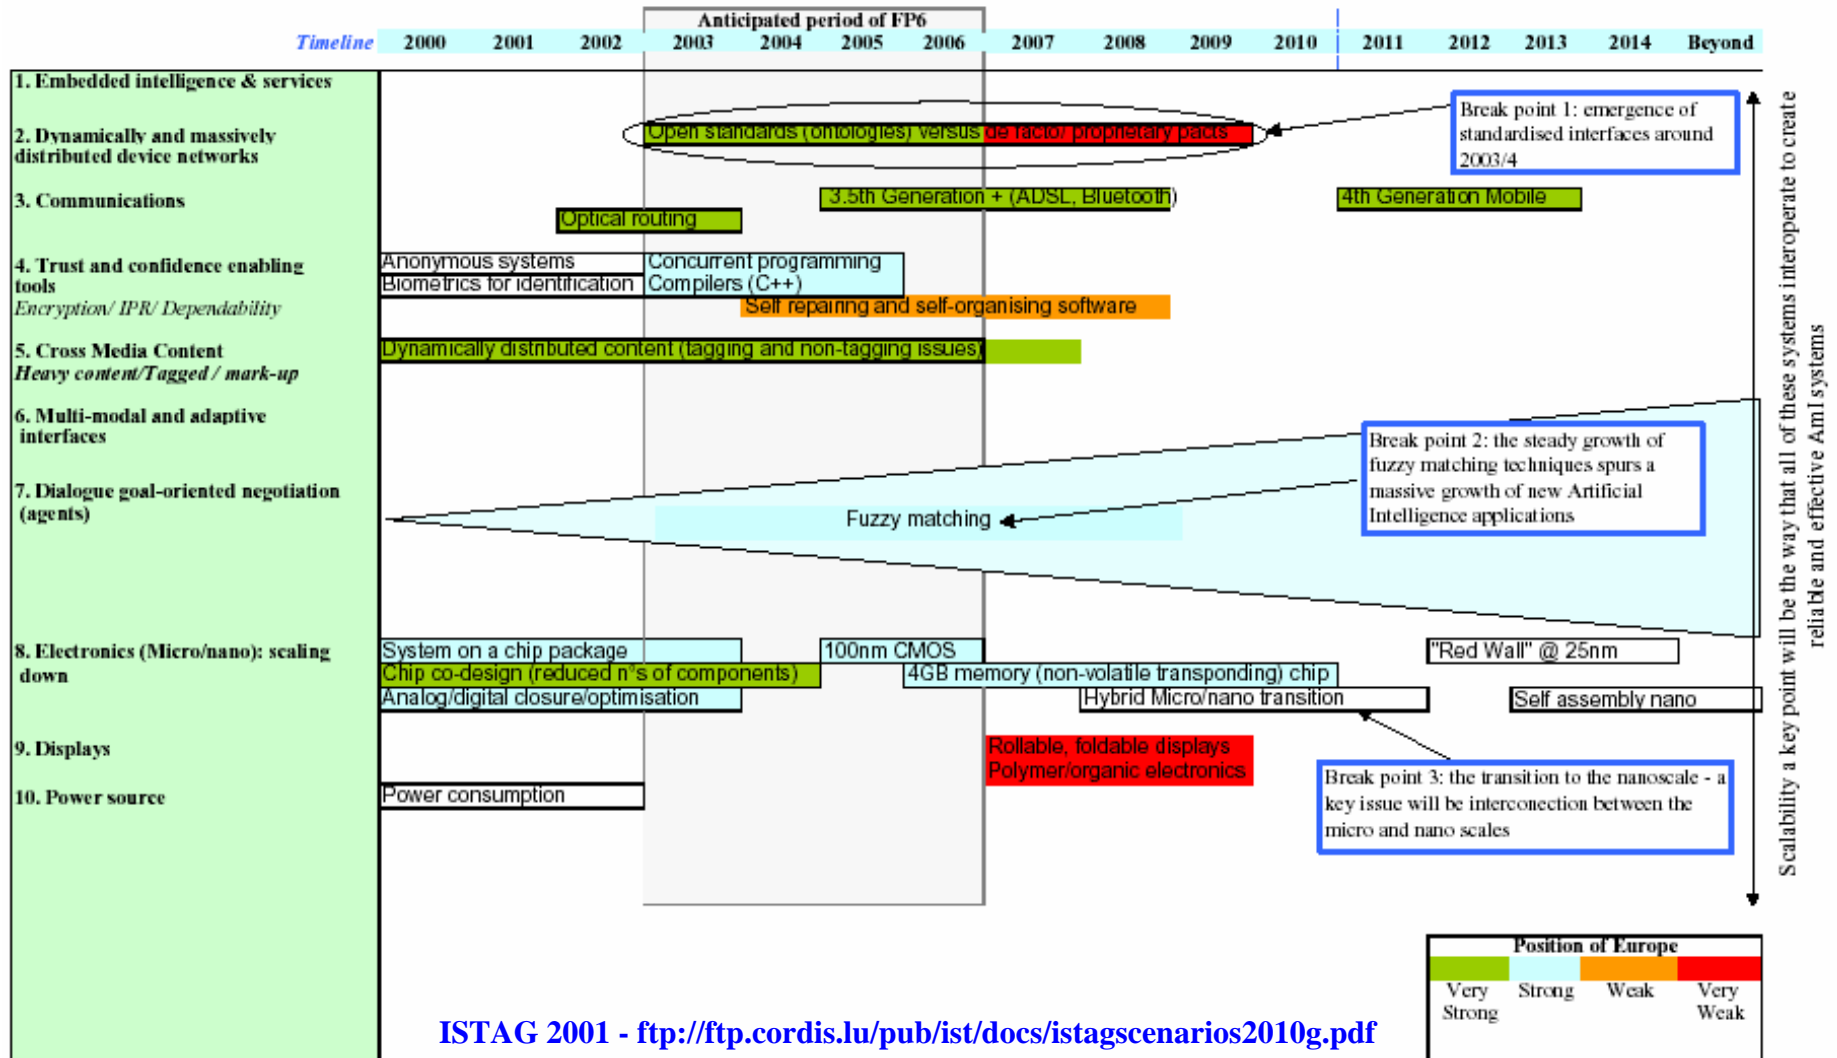 Anticipated period of FP6
Timeline 2000 2001 2002 2003 2004 2005 2006 2007 2008 2009 2010 2011 2012 2013 2014 Beyond
1. Embedded intelligence & services
2. Dynamically and massively
distributed device networks
Open standards (ontologies) versus de facto/ proprietary pacts
Break point 1: emergence of
standardised interfaces around
2003/4
3. Communications
3.5th Generation + (ADSL, Bluetooth)
4th Generation Mobile
Optical routing
4. Trust and confidence enabling
tools
Encryption/ IPR/ Dependability
Anonymous systems
Biometrics for identification
Concurrent programming
Compilers (C++)
Self repairing and self-organising software
5. Cross Media Content
Heavy content/Tagged / mark-up
Dynamically distributed content (tagging and non-tagging issues)
6. Multi-modal and adaptive
interfaces
7. Dialogue goal-oriented negotiation
(agents)
Fuzzy matching
Break point 2: the steady growth of
fuzzy matching techniques spurs a
massive growth of new Artificial
Intelligence applications
8. Electronics (Micro/nano): scaling
down
System on a chip package
100nm CMOS
"Red Wall" @ 25nm
Chip co-design (reduced n°s of components)
4GB memory (non-volatile transponding) chip
Analog/digital closure/optimisation
Hybrid Micro/nano transition
Self assembly nano
9. Displays
Rollable, foldable displays
Polymer/organic electronics
Break point 3: the transition to the nanoscale - a
key issue will be interconection between the
micro and nano scales
10. Power source
Power consumption
Scalability a key point will be the way that all of these systems interoperate to create
reliable and effective AmI systems
Position of Europe
Very
Strong
Strong
Weak
Very
Weak
ISTAG 2001 - ftp://ftp.cordis.lu/pub/ist/docs/istagscenarios2010g.pdf